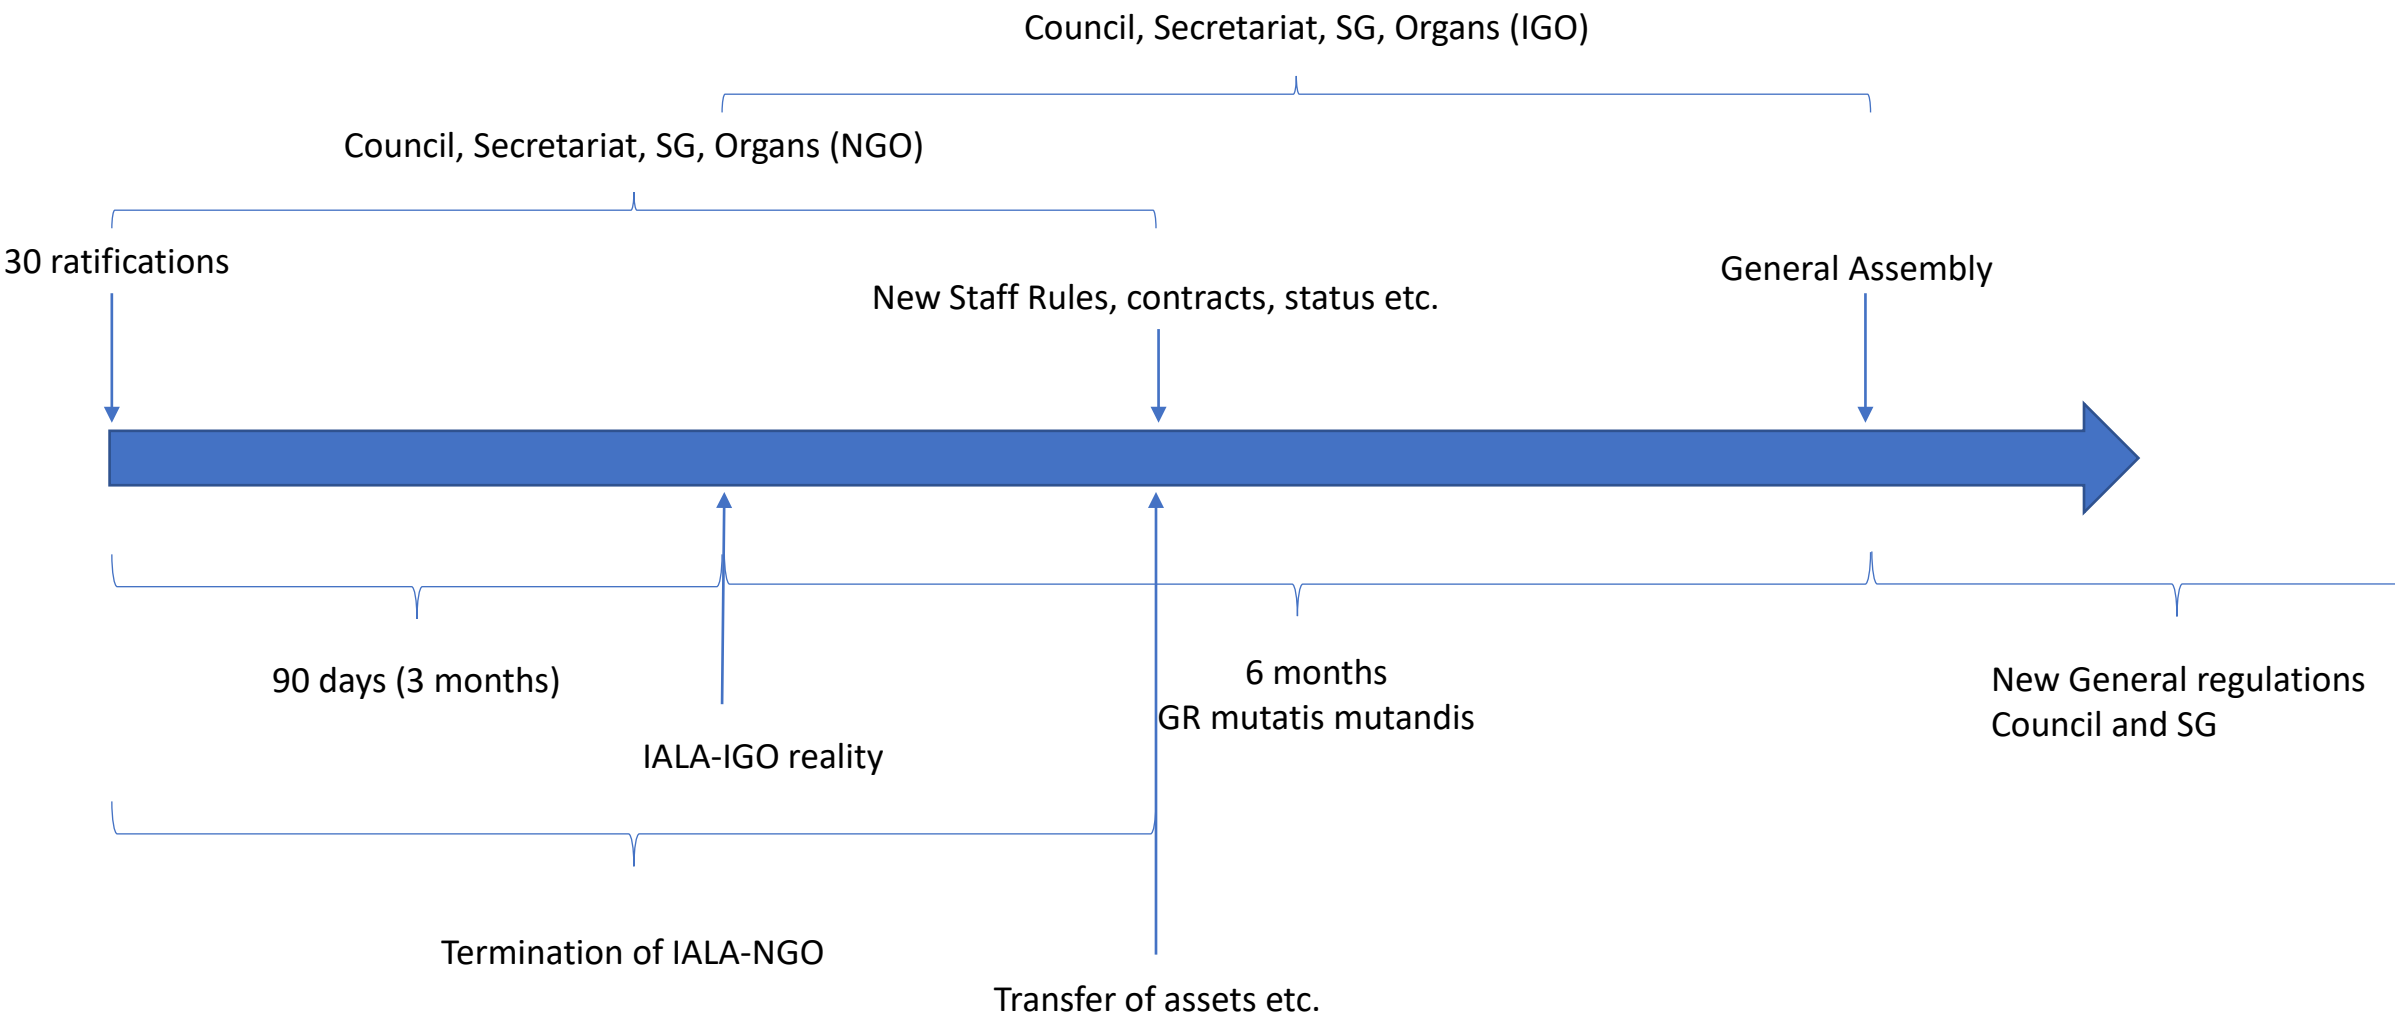 Council, Secretariat, SG, Organs (IGO)
Council, Secretariat, SG, Organs (NGO)
30 ratifications
General Assembly
New Staff Rules, contracts, status etc.
90 days (3 months)
6 months
GR mutatis mutandis
New General regulations
Council and SG
IALA-IGO reality
Termination of IALA-NGO
Transfer of assets etc.